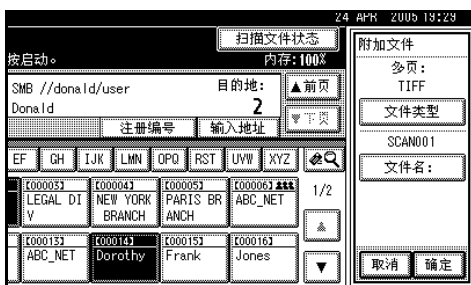 24 APR 2005 19:29
扫描文件状态
按启动。
内存:100%
SMB //donald/user
目的地:
▲前页
Donald
2
▼下页
注册编号
输入地址
EF GH IJK LMN OPQ RST UVW XYZ
[00003] [00004] [00005] [00006]
LEGAL DI NEW YORK PARIS BR ABC_NET
V BRANCH ANCH
1/2
[00013] [00014] [00015] [00016]
ABC_NET Dorothy Frank Jones
▼
附加文件
多页:
TIFF
文件类型
SCAN001
文件名:
取消 确定